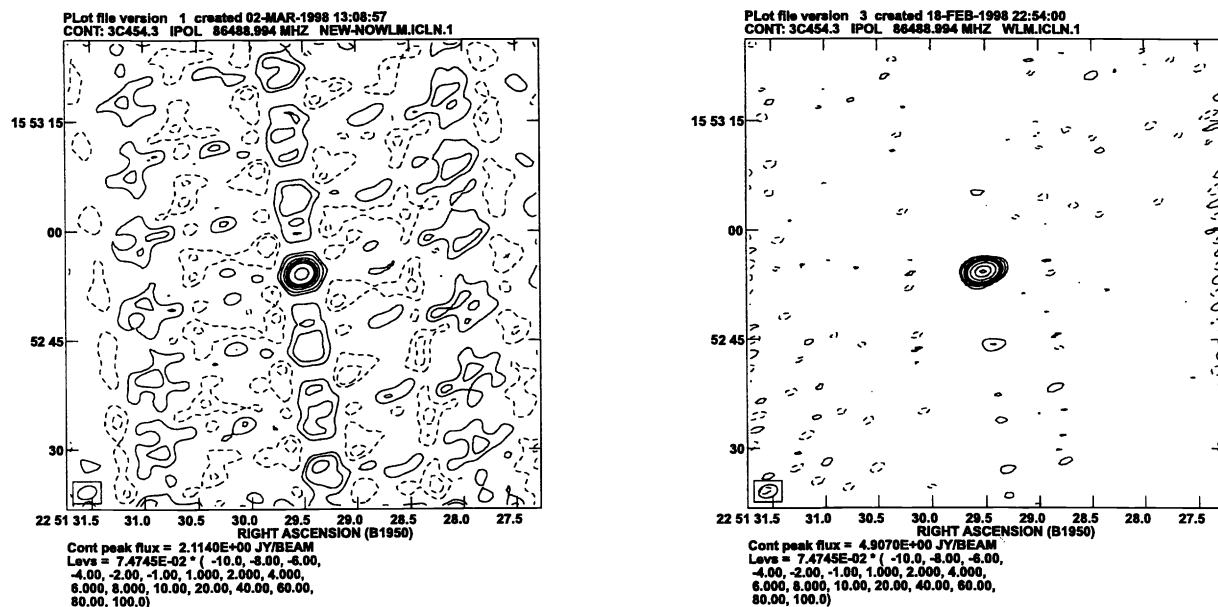 PLot file version 1 created 02-MAR-1998 13:08:57
CONT: 3C454.3 IPOL 86488.994 MHZ NEW-NOWLM.ICLN.1
15 53 15
00
52 45
30
22 51 31.5 31.0 30.5 30.0 29.5 29.0 28.5 28.0 27.5
RIGHT ASCENSION (B1950)
Cont peak flux = 2.1140E+00 JY/BEAM
Levs = 7.4745E-02 * ( -10.0, -8.00, -6.00,
-4.00, -2.00, -1.00, 1.000, 2.000, 4.000,
6.000, 8.000, 10.00, 20.00, 40.00, 60.00,
80.00, 100.0)
PLot file version 3 created 18-FEB-1998 22:54:00
CONT: 3C454.3 IPOL 86488.994 MHZ WLM.ICLN.1
15 53 15
00
52 45
30
22 51 31.5 31.0 30.5 30.0 29.5 29.0 28.5 28.0 27.5
RIGHT ASCENSION (B1950)
Cont peak flux = 4.9070E+00 JY/BEAM
Levs = 7.4745E-02 * ( -10.0, -8.00, -6.00,
-4.00, -2.00, -1.00, 1.000, 2.000, 4.000,
6.000, 8.000, 10.00, 20.00, 40.00, 60.00,
80.00, 100.0)